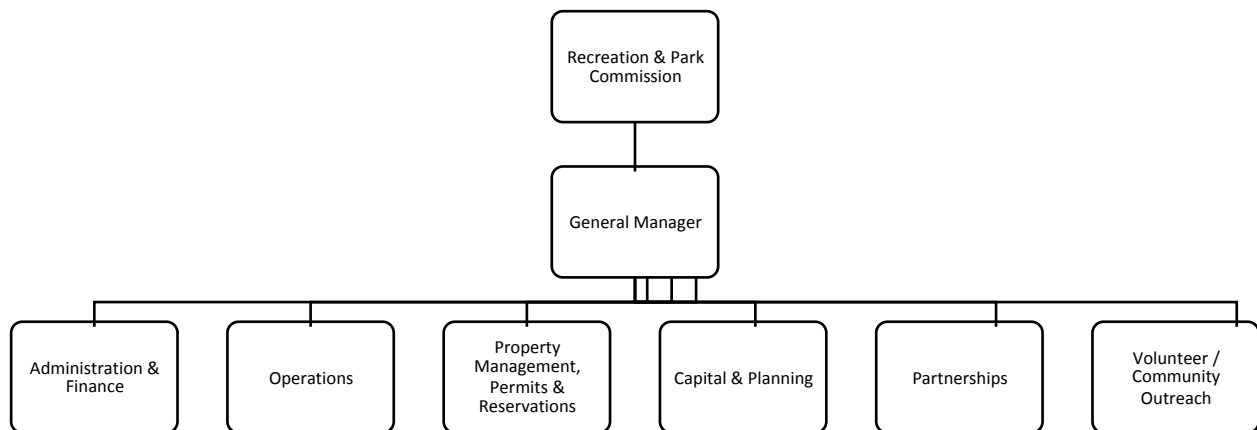 Recreation & Park
Commission
General Manager
Administration &
Finance
Operations
Property
Management,
Permits &
Reservations
Capital & Planning
Partnerships
Volunteer /
Community
Outreach